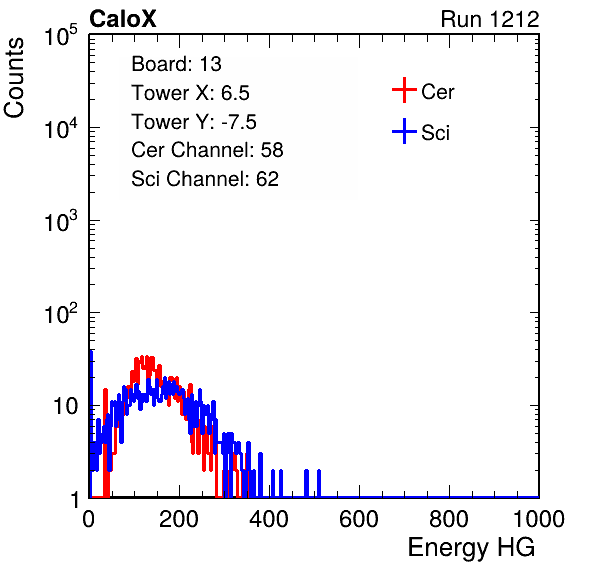 CaloX Run 1212
Counts
10^5
10^4
10^3
10^2
10
1
Board: 13
Tower X: 6.5
Tower Y: -7.5
Cer Channel: 58
Sci Channel: 62
Cer
Sci
0 200 400 600 800 1000
Energy HG